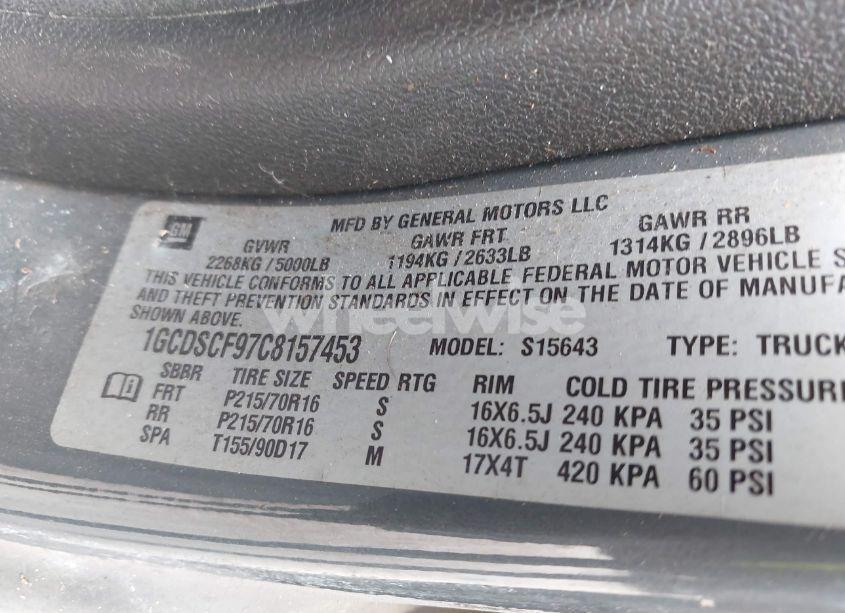 MFD BY GENERAL MOTORS LLC
GM
GVWR GAWR FRT GAWR RR
2268KG / 5000LB 1194KG / 2633LB 1314KG / 2896LB
THIS VEHICLE CONFORMS TO ALL APPLICABLE FEDERAL MOTOR VEHICLE S
AND THEFT PREVENTION STANDARDS IN EFFECT ON THE DATE OF MANUFA
SHOWN ABOVE.
wheelwise
1GCDSCF97C8157453 MODEL: S15643 TYPE: TRUCK
SBBR TIRE SIZE SPEED RTG RIM COLD TIRE PRESSURE
FRT P215/70R16 S 16X6.5J 240 KPA 35 PSI
RR P215/70R16 S 16X6.5J 240 KPA 35 PSI
SPA T155/90D17 M 17X4T 420 KPA 60 PSI